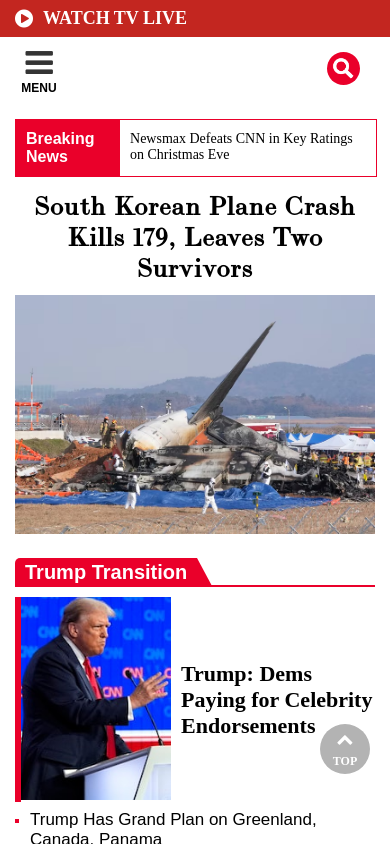 WATCH TV LIVE
MENU
Breaking
News
Newsmax Defeats CNN in Key Ratings
on Christmas Eve
South Korean Plane Crash
Kills 179, Leaves Two
Survivors
Trump Transition
CNN
CNN
Trump: Dems
Paying for Celebrity
Endorsements
TOP
Trump Has Grand Plan on Greenland,
Canada, Panama